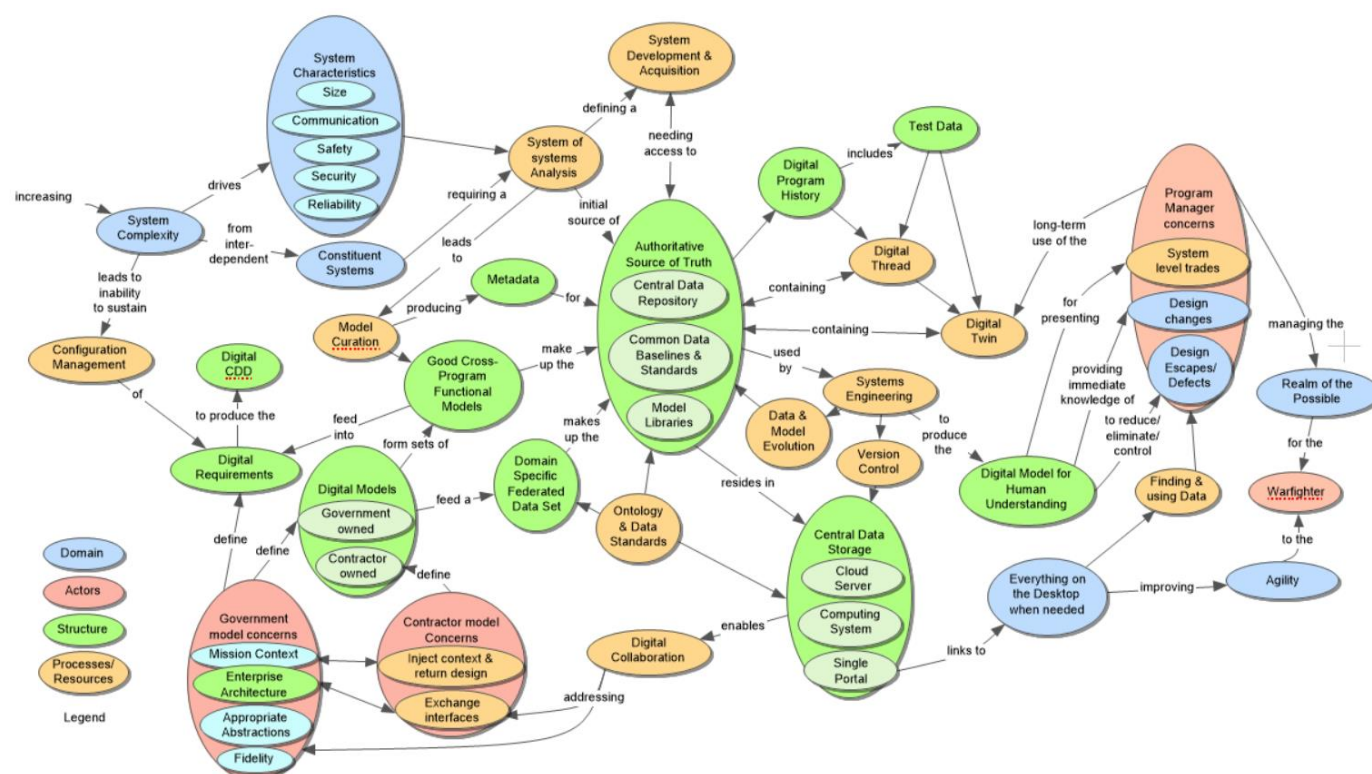 System
Characteristics
Size
Communication
Safety
Security
Reliability
System
Development &
Acquisition
defining a
needing
access to
System of
systems
Analysis
requiring a
initial
source of
leads
to
increasing
drives
System
Complexity
from
inter-
dependent
Constituent
Systems
leads to
inability
to sustain
Configuration
Management
of
Digital
CDD
to produce the
Digital
Requirements
feed
into
define
Metadata
for
producing
Model
Curation
Good Cross-
Program
Functional
Models
make
up the
form sets of
Digital Models
Government
owned
Contractor
owned
feed a
define
define
Domain
Specific
Federated
Data Set
makes
up the
Authoritative
Source of Truth
Central Data
Repository
Common Data
Baselines &
Standards
Model
Libraries
Ontology
& Data
Standards
Digital
Program
History
includes
Test Data
Digital
Thread
containing
containing
Digital
Twin
used
by
Systems
Engineering
Data &
Model
Evolution
Version
Control
to
produce
the
resides in
Central Data
Storage
Cloud
Server
Computing
System
Single
Portal
enables
Digital
Collaboration
addressing
links to
Program
Manager
concerns
System
level trades
Design
changes
Design
Escapes/
Defects
long-term
use of the
for
presenting
providing
immediate
knowledge of
to reduce/
eliminate/
control
managing the
Realm of the
Possible
for the
Warfighter
to the
Agility
improving
Everything on
the Desktop
when needed
Finding &
using Data
Digital Model for
Human
Understanding
Government
model concerns
Mission Context
Enterprise
Architecture
Appropriate
Abstractions
Fidelity
Contractor model
Concerns
Inject context &
return design
Exchange
interfaces
Domain
Actors
Structure
Processes/
Resources
Legend